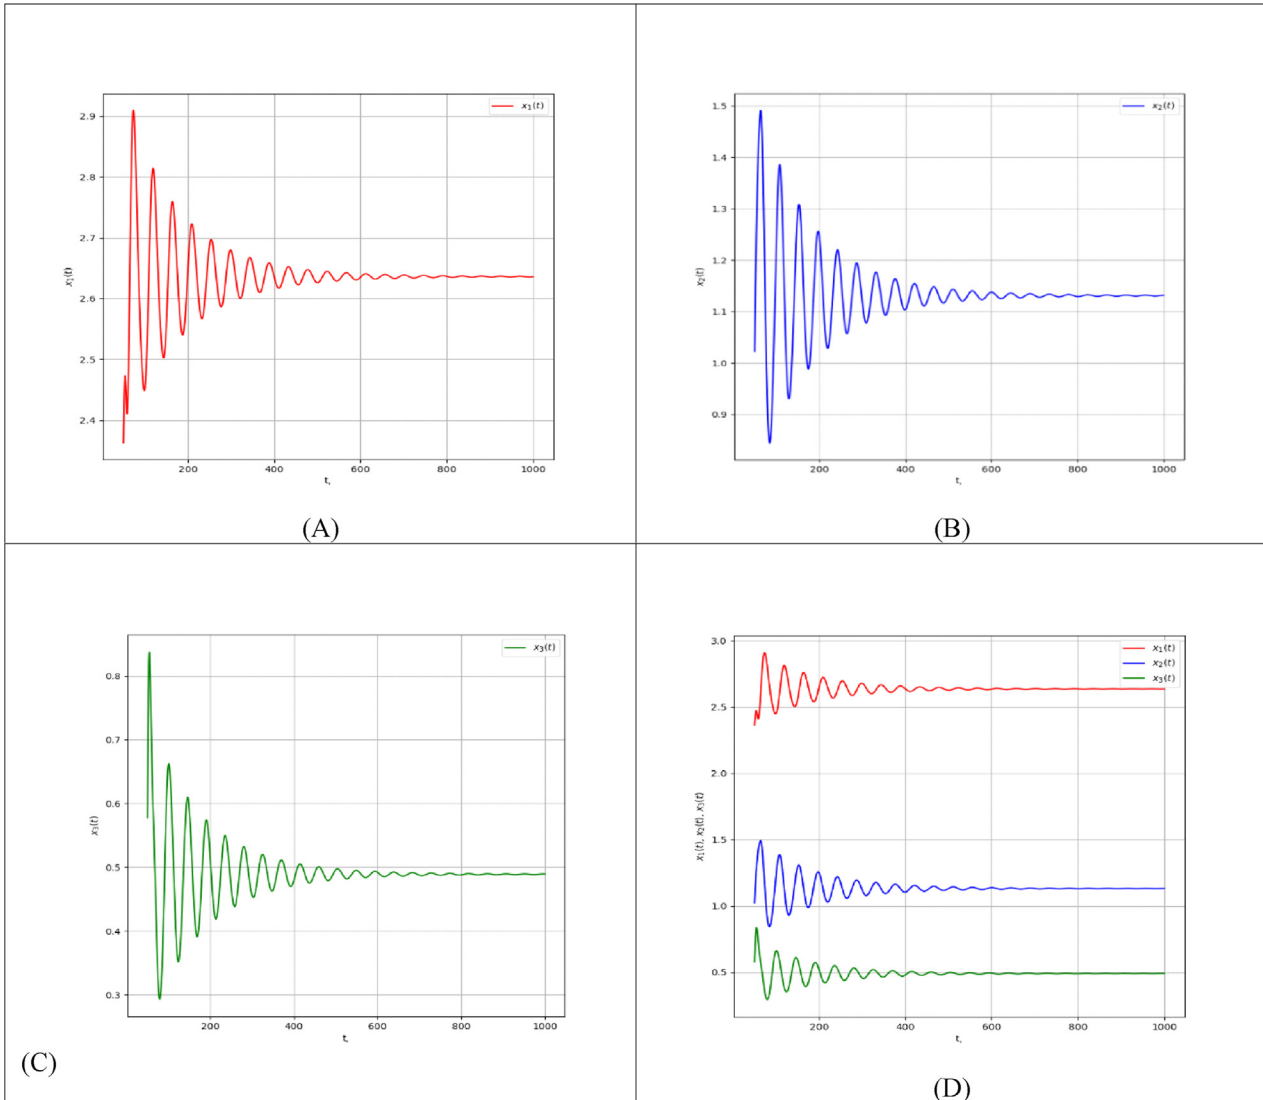 x₁(t)
2.9
2.8
2.7
2.6
2.5
2.4
x₁(t)
200 400 600 800 1000
t,
(A)
x₂(t)
1.5
1.4
1.3
1.2
1.1
1.0
0.9
x₂(t)
200 400 600 800 1000
t,
(B)
x₃(t)
0.8
0.7
0.6
0.5
0.4
0.3
x₃(t)
200 400 600 800 1000
t,
(C)
x₁(t)
x₂(t)
x₃(t)
3.0
2.5
2.0
1.5
1.0
0.5
x₁(t), x₂(t), x₃(t)
200 400 600 800 1000
t,
(D)